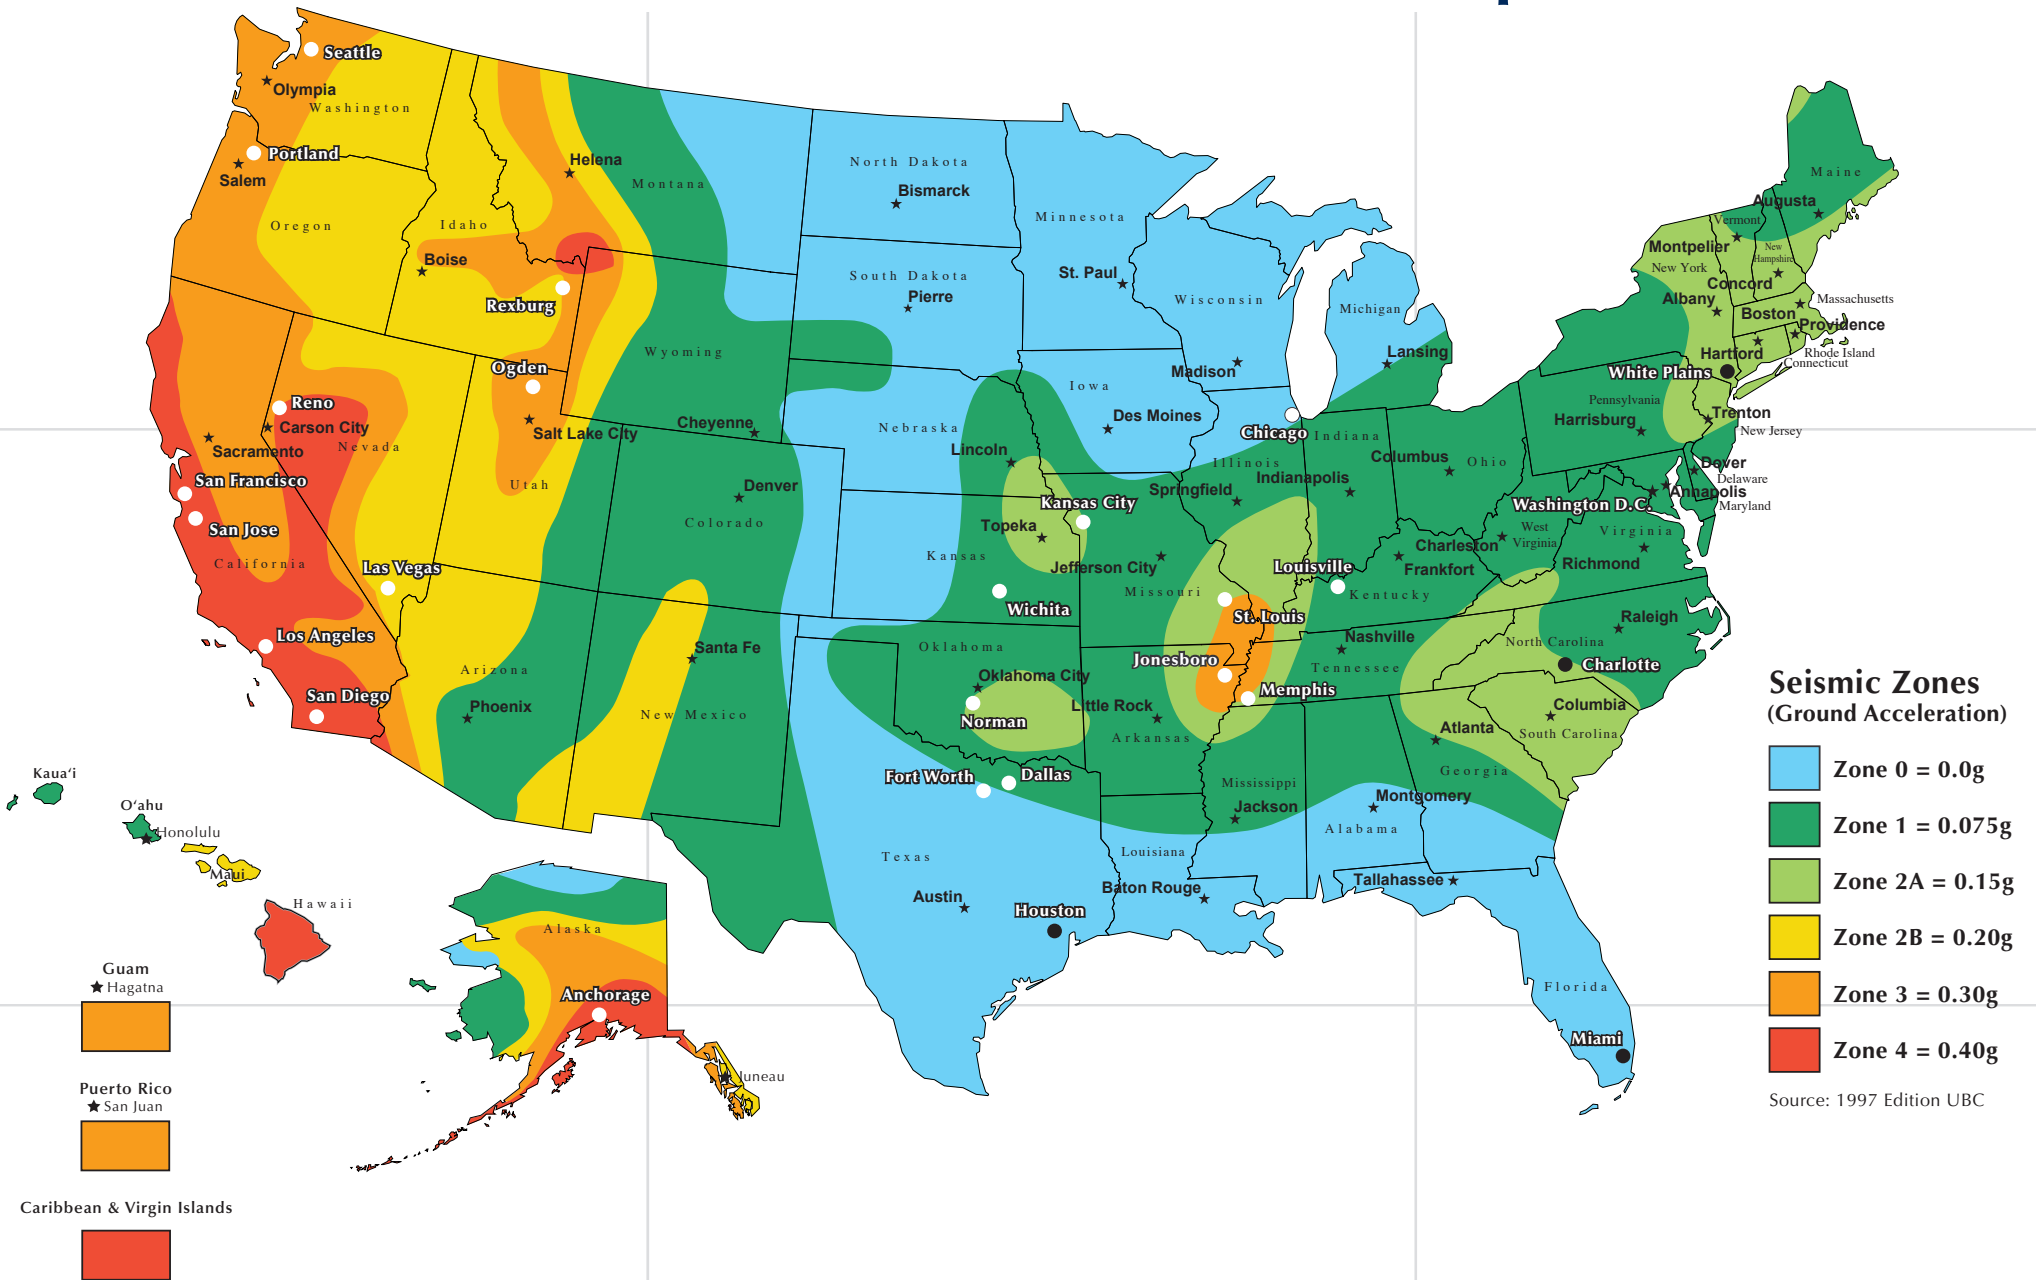 Seattle
Olympia
Washington
Portland
Salem
Oregon
Idaho
Boise
Helena
Montana
Rexburg
Ogden
Salt Lake City
Utah
Wyoming
Cheyenne
Reno
Carson City
Nevada
Sacramento
San Francisco
San Jose
California
Las Vegas
Los Angeles
San Diego
Arizona
Phoenix
Denver
Colorado
Santa Fe
New Mexico
North Dakota
Bismarck
South Dakota
Pierre
Nebraska
Lincoln
Kansas
Topeka
Kansas City
Wichita
Oklahoma
Oklahoma City
Norman
Fort Worth
Dallas
Texas
Austin
Houston
Minnesota
St. Paul
Wisconsin
Madison
Michigan
Lansing
Iowa
Des Moines
Chicago
Illinois
Springfield
Indiana
Indianapolis
Columbus
Ohio
Jefferson City
Missouri
St. Louis
Louisville
Kentucky
Frankfort
Charleston
West
Virginia
Virginia
Richmond
Washington D.C.
Jonesboro
Memphis
Little Rock
Arkansas
Nashville
Tennessee
Mississippi
Jackson
Louisiana
Baton Rouge
Alabama
Montgomery
Georgia
Atlanta
Tallahassee
Florida
Miami
North Carolina
Raleigh
Charlotte
Columbia
South Carolina
Maine
Augusta
Vermont
Montpelier
New
Hampshire
Concord
New York
Albany
Massachusetts
Boston
Providence
Rhode Island
Hartford
Connecticut
White Plains
Pennsylvania
Harrisburg
Trenton
New Jersey
Dover
Delaware
Annapolis
Maryland
Kaua‘i
O‘ahu
Honolulu
Maui
Hawaii
Alaska
Anchorage
Juneau
Guam
Hagatna
Puerto Rico
San Juan
Caribbean & Virgin Islands
Seismic Zones
(Ground Acceleration)
Zone 0 = 0.0g
Zone 1 = 0.075g
Zone 2A = 0.15g
Zone 2B = 0.20g
Zone 3 = 0.30g
Zone 4 = 0.40g
Source: 1997 Edition UBC